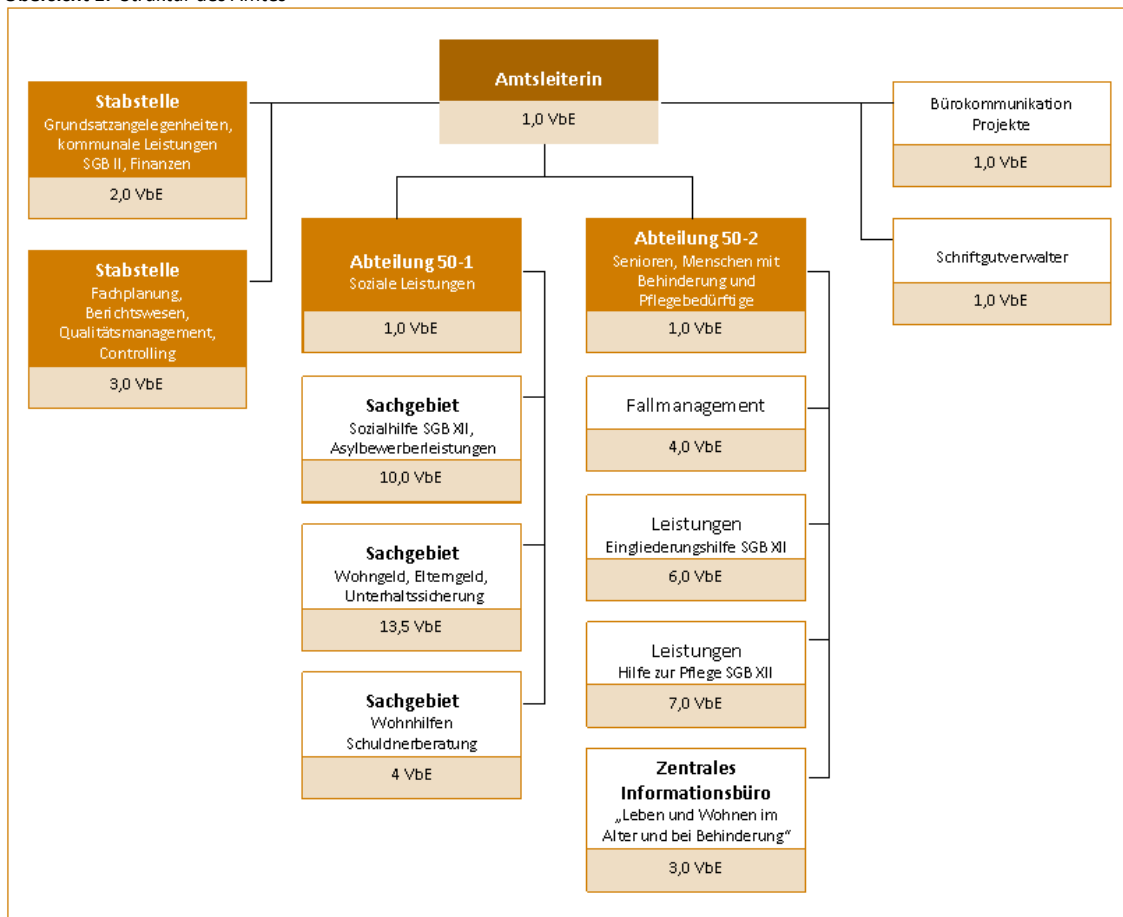 Übersicht 1: Struktur des Amtes
Amtsleiterin
1,0 VbE
Stabstelle
Grundsatzangelegenheiten,
kommunale Leistungen
SGB II, Finanzen
2,0 VbE
Stabstelle
Fachplanung,
Berichtswesen,
Qualitätsmanagement,
Controlling
3,0 VbE
Bürokommunikation
Projekte
1,0 VbE
Schriftgutverwalter
1,0 VbE
Abteilung 50-1
Soziale Leistungen
1,0 VbE
Sachgebiet
Sozialhilfe SGB XII,
Asylbewerberleistungen
10,0 VbE
Sachgebiet
Wohngeld, Elterngeld,
Unterhaltssicherung
13,5 VbE
Sachgebiet
Wohnhilfen
Schuldnerberatung
4 VbE
Abteilung 50-2
Senioren, Menschen mit
Behinderung und
Pflegebedürftige
1,0 VbE
Fallmanagement
4,0 VbE
Leistungen
Eingliederungshilfe SGB XII
6,0 VbE
Leistungen
Hilfe zur Pflege SGB XII
7,0 VbE
Zentrales
Informationsbüro
„Leben und Wohnen im
Alter und bei Behinderung“
3,0 VbE